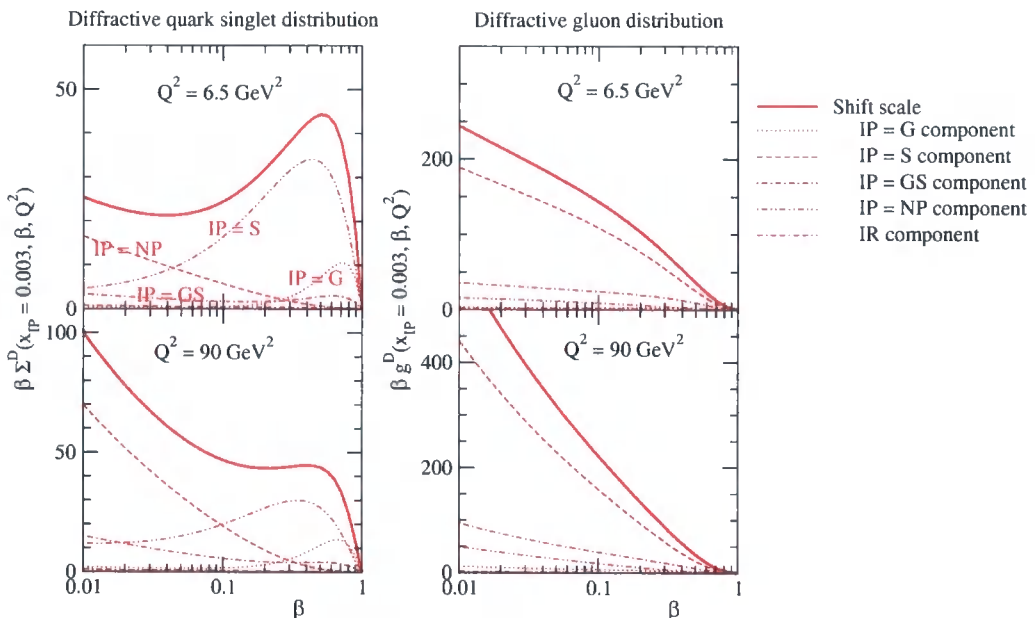 Diffractive quark singlet distribution
Diffractive gluon distribution
50
0
Q² = 6.5 GeV²
IP = S
IP = NP
IP = GS
IP = G
β Σᴰ(x_IP = 0.003, β, Q²)
100
50
0
Q² = 90 GeV²
0.01
0.1
1
β
200
0
Q² = 6.5 GeV²
β gᴰ(x_IP = 0.003, β, Q²)
400
200
0
Q² = 90 GeV²
0.01
0.1
1
β
Shift scale
IP = G component
IP = S component
IP = GS component
IP = NP component
IR component